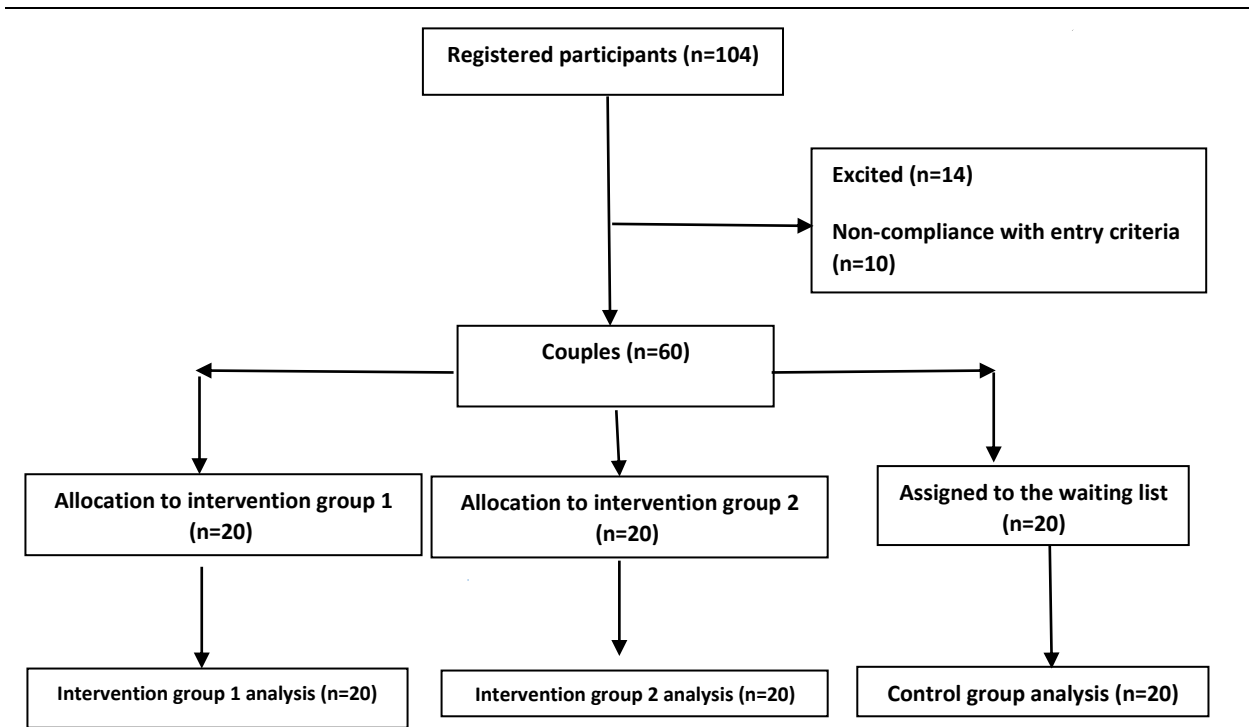 Registered participants (n=104)
Excited (n=14)
Non-compliance with entry criteria
(n=10)
Couples (n=60)
Allocation to intervention group 1
(n=20)
Allocation to intervention group 2
(n=20)
Assigned to the waiting list
(n=20)
Intervention group 1 analysis (n=20)
Intervention group 2 analysis (n=20)
Control group analysis (n=20)